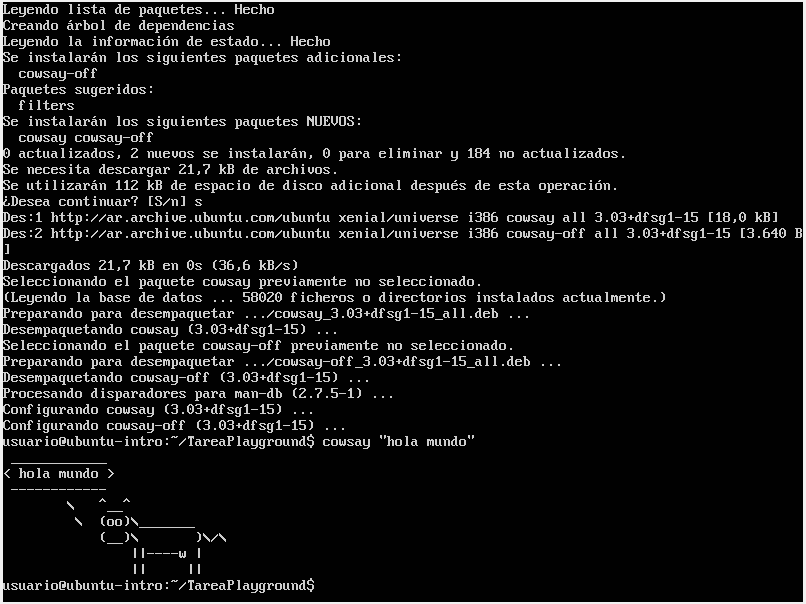 Leyendo lista de paquetes... Hecho
Creando árbol de dependencias
Leyendo la información de estado... Hecho
Se instalarán los siguientes paquetes adicionales:
  cowsay-off
Paquetes sugeridos:
  filters
Se instalarán los siguientes paquetes NUEVOS:
  cowsay cowsay-off
0 actualizados, 2 nuevos se instalarán, 0 para eliminar y 184 no actualizados.
Se necesita descargar 21,7 kB de archivos.
Se utilizarán 112 kB de espacio de disco adicional después de esta operación.
¿Desea continuar? [S/n] s
Des:1 http://ar.archive.ubuntu.com/ubuntu xenial/universe i386 cowsay all 3.03+dfsg1-15 [18,0 kB]
Des:2 http://ar.archive.ubuntu.com/ubuntu xenial/universe i386 cowsay-off all 3.03+dfsg1-15 [3.640 B
]
Descargados 21,7 kB en 0s (36,6 kB/s)
Seleccionando el paquete cowsay previamente no seleccionado.
(Leyendo la base de datos ... 58020 ficheros o directorios instalados actualmente.)
Preparando para desempaquetar .../cowsay_3.03+dfsg1-15_all.deb ...
Desempaquetando cowsay (3.03+dfsg1-15) ...
Seleccionando el paquete cowsay-off previamente no seleccionado.
Preparando para desempaquetar .../cowsay-off_3.03+dfsg1-15_all.deb ...
Desempaquetando cowsay-off (3.03+dfsg1-15) ...
Procesando disparadores para man-db (2.7.5-1) ...
Configurando cowsay (3.03+dfsg1-15) ...
Configurando cowsay-off (3.03+dfsg1-15) ...
usuario@ubuntu-intro:~/TareaPlayground$ cowsay "hola mundo"
 ____________
< hola mundo >
 ------------
        \   ^__^
         \  (oo)\_______
            (__)\       )\/\
                ||----w |
                ||     ||
usuario@ubuntu-intro:~/TareaPlayground$